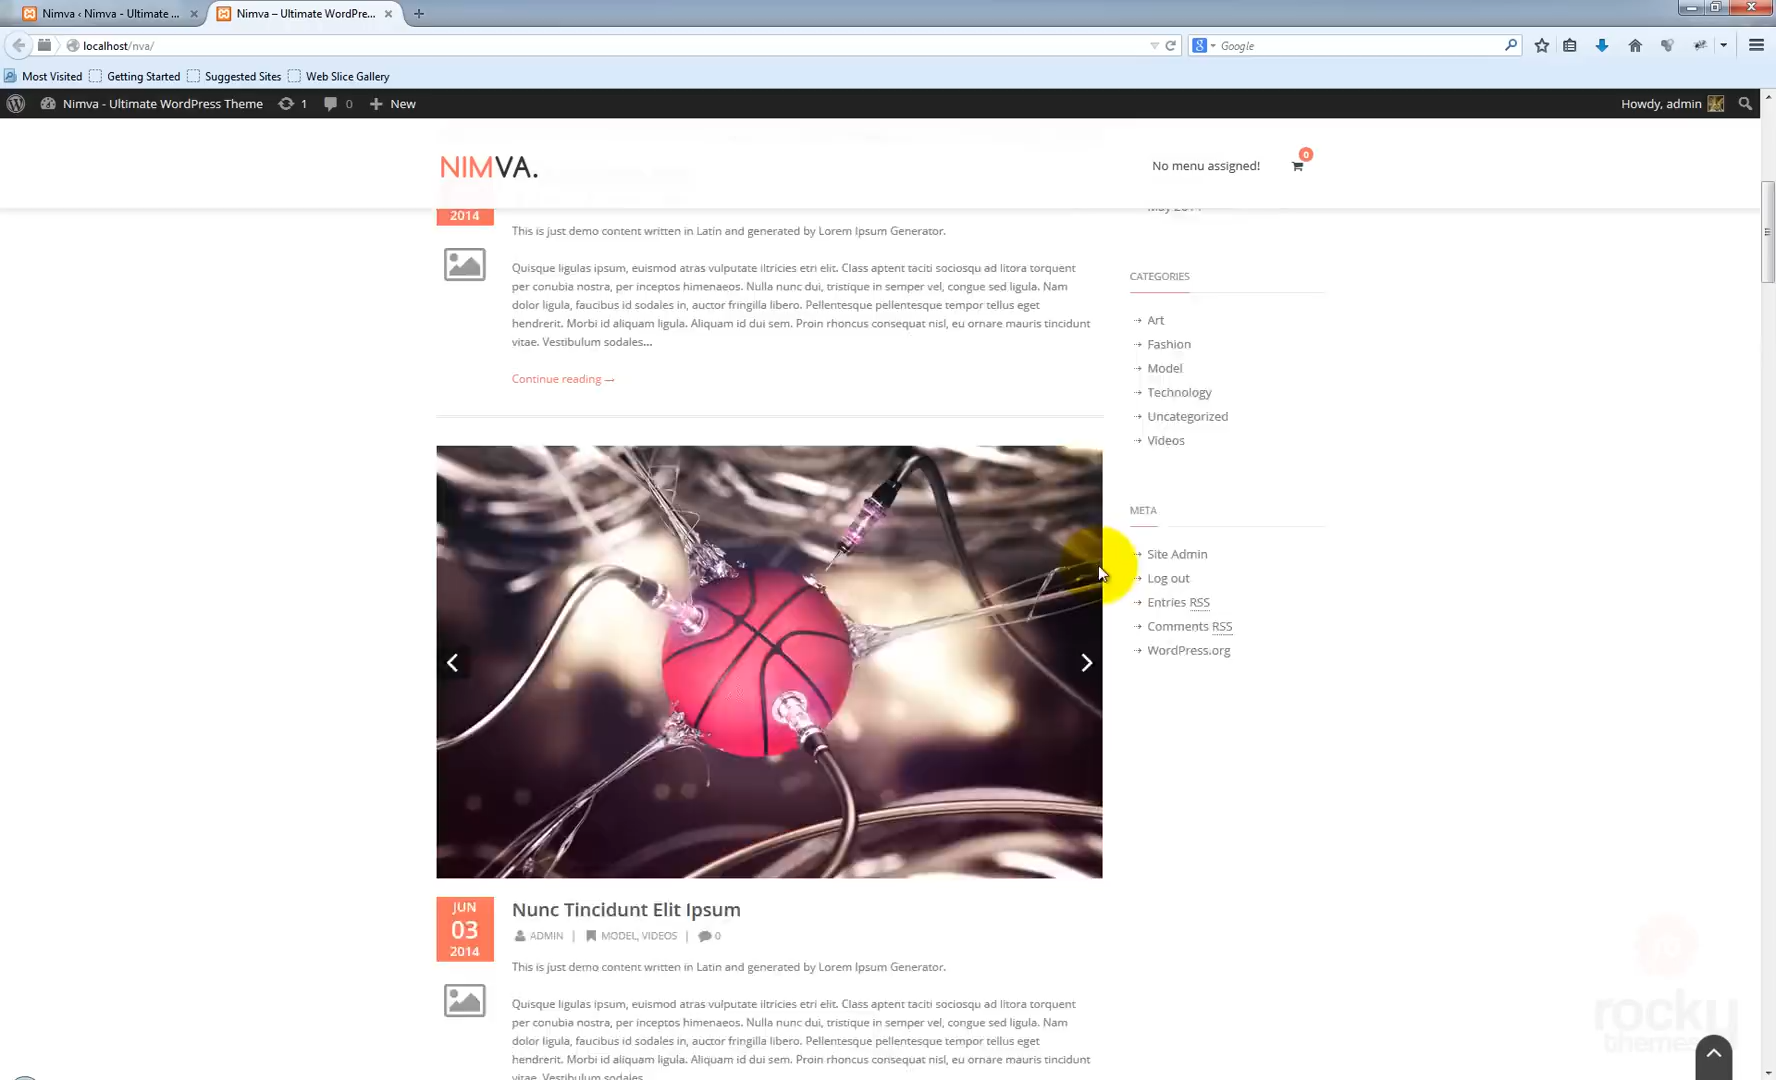 Nimva ‹ Nimva - Ultimate ...
Nimva – Ultimate WordPre...
localhost/nva/
Google
Most Visited
Getting Started
Suggested Sites
Web Slice Gallery
Nimva - Ultimate WordPress Theme
1
0
New
Howdy, admin
NIMVA.
No menu assigned!
0
2014
May 2014
This is just demo content written in Latin and generated by Lorem Ipsum Generator.
Quisque ligulas ipsum, euismod atras vulputate iltricies etri elit. Class aptent taciti sociosqu ad litora torquent
per conubia nostra, per inceptos himenaeos. Nulla nunc dui, tristique in semper vel, congue sed ligula. Nam
dolor ligula, faucibus id sodales in, auctor fringilla libero. Pellentesque pellentesque tempor tellus eget
hendrerit. Morbi id aliquam ligula. Aliquam id dui sem. Proin rhoncus consequat nisl, eu ornare mauris tincidunt
vitae. Vestibulum sodales...
Continue reading →
CATEGORIES
Art
Fashion
Model
Technology
Uncategorized
Videos
META
Site Admin
Log out
Entries RSS
Comments RSS
WordPress.org
JUN
03
2014
Nunc Tincidunt Elit Ipsum
ADMIN | MODEL, VIDEOS | 0
This is just demo content written in Latin and generated by Lorem Ipsum Generator.
Quisque ligulas ipsum, euismod atras vulputate iltricies etri elit. Class aptent taciti sociosqu ad litora torquent
per conubia nostra, per inceptos himenaeos. Nulla nunc dui, tristique in semper vel, congue sed ligula. Nam
dolor ligula, faucibus id sodales in, auctor fringilla libero. Pellentesque pellentesque tempor tellus eget
hendrerit. Morbi id aliquam ligula. Aliquam id dui sem. Proin rhoncus consequat nisl, eu ornare mauris tincidunt
vitae. Vestibulum sodales
rocky
themes